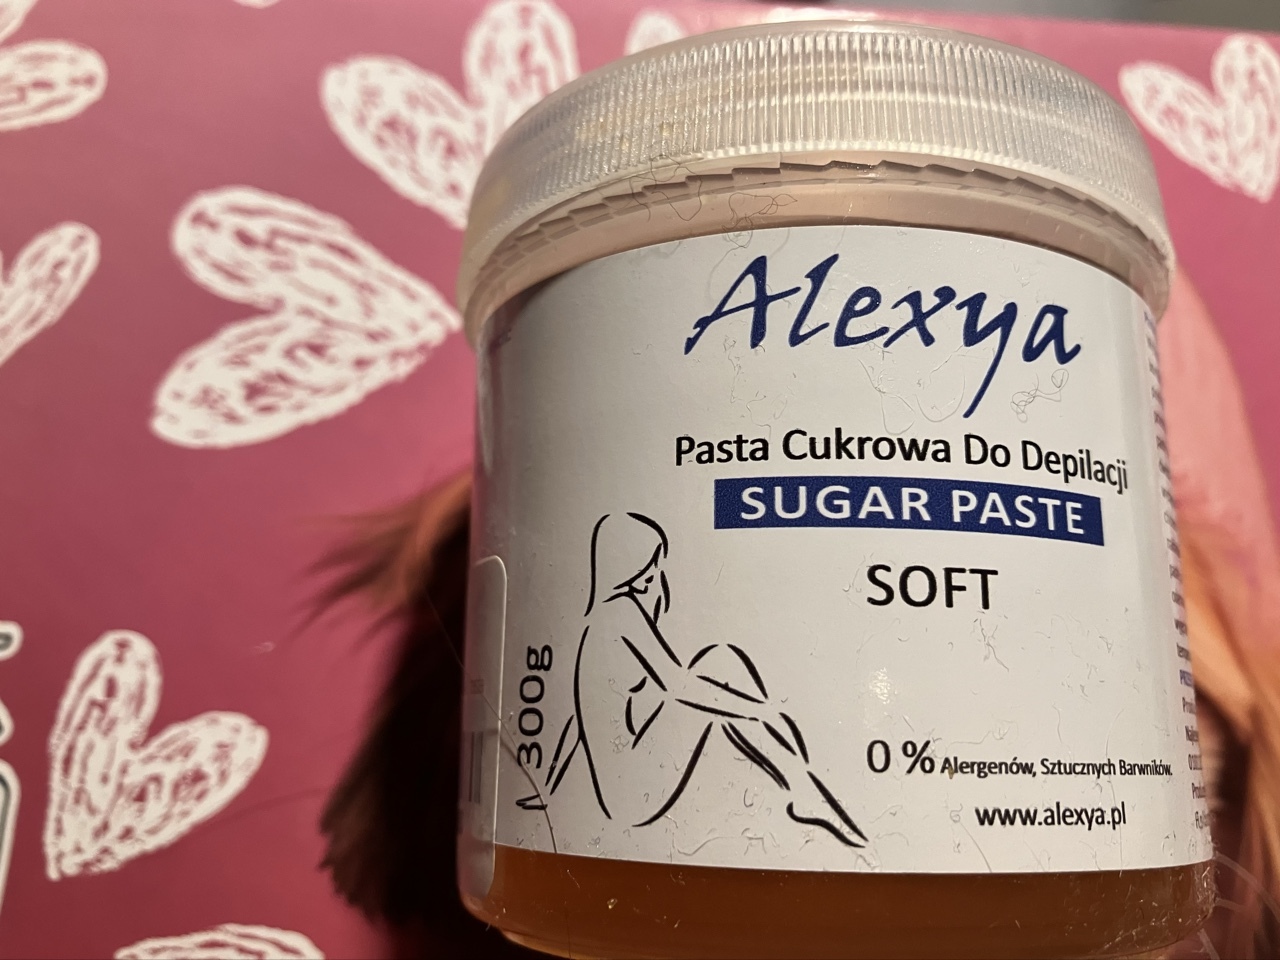 Alexya
Pasta Cukrowa Do Depilacji
SUGAR PASTE
SOFT
300g
0 % Alergenów, Sztucznych Barwników.
www.alexya.pl